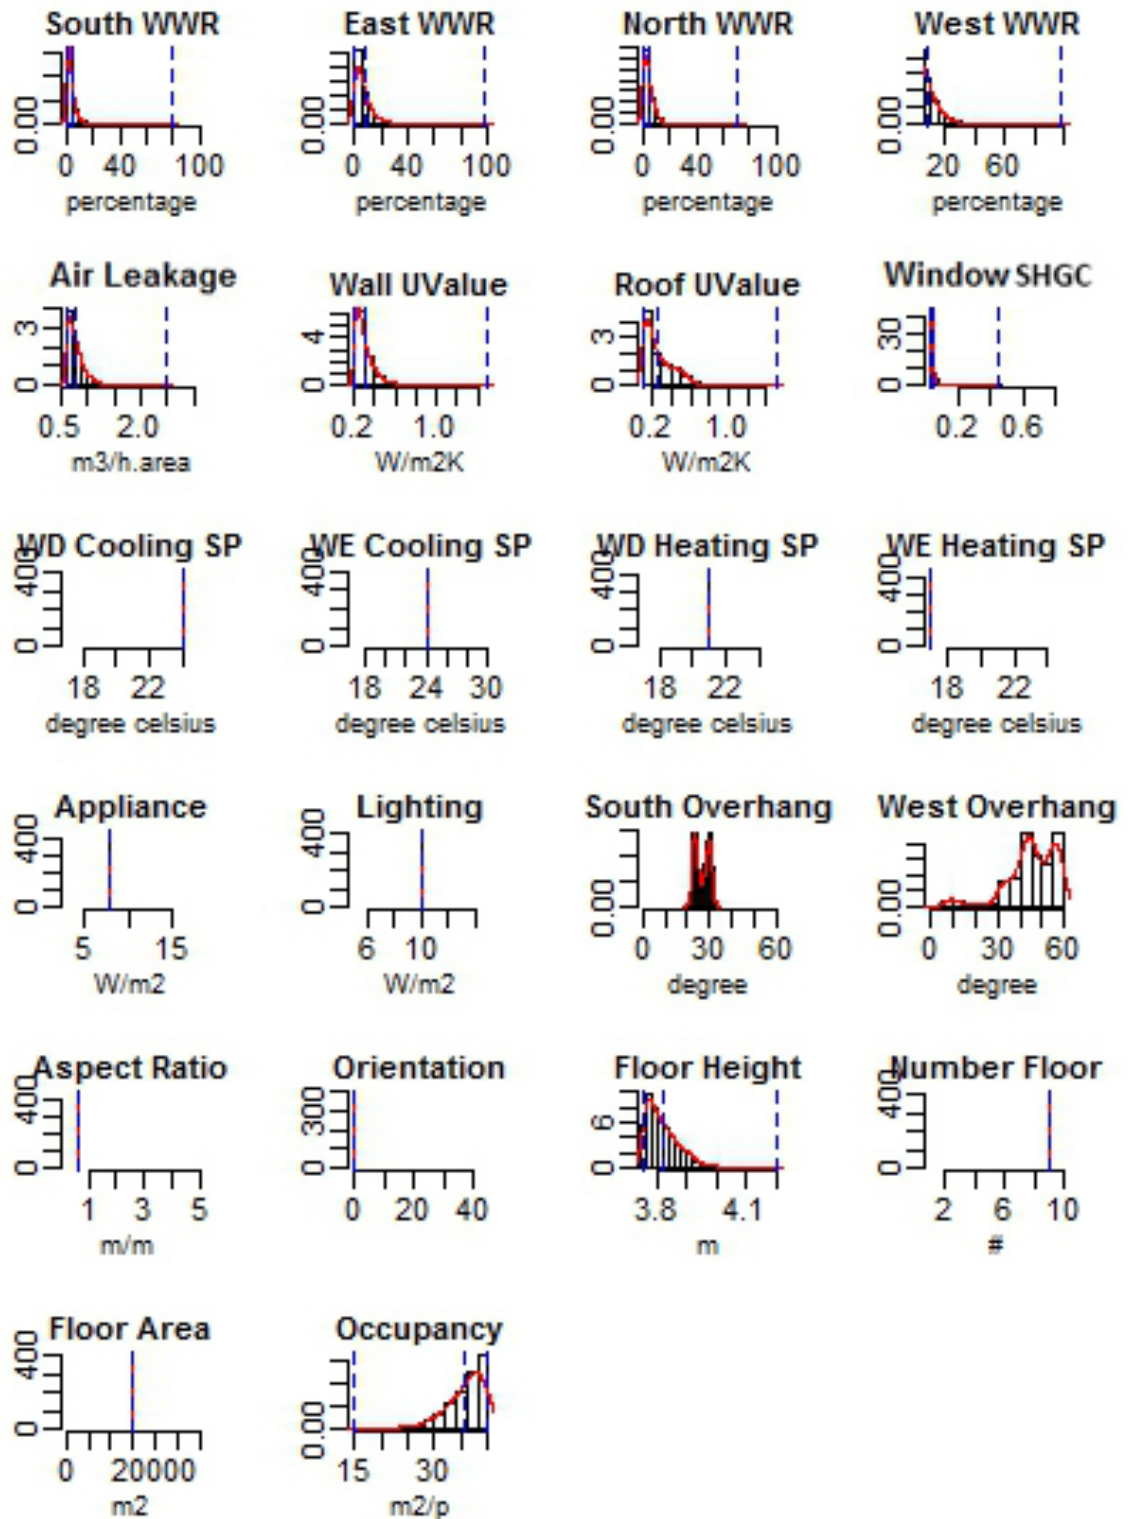 South WWR East WWR North WWR West WWR
0.00 0.00 0.00 0.00
0 40 100 0 40 100 0 40 100 20 60
percentage percentage percentage percentage
Air Leakage Wall UValue Roof UValue Window SHGC
0 3 0 4 0 3 0 30
0.5 2.0 0.2 1.0 0.2 1.0 0.2 0.6
m3/h.area W/m2K W/m2K
WD Cooling SP WE Cooling SP WD Heating SP WE Heating SP
0 400 0 400 0 400 0 400
18 22 18 24 30 18 22 18 22
degree celsius degree celsius degree celsius degree celsius
Appliance Lighting South Overhang West Overhang
0 400 0 400 0.00 0.00
5 15 6 10 0 30 60 0 30 60
W/m2 W/m2 degree degree
Aspect Ratio Orientation Floor Height Number Floor
0 400 0 300 0 6 0 400
1 3 5 0 20 40 3.8 4.1 2 6 10
m/m m #
Floor Area Occupancy
0 400 0.00
0 20000 15 30
m2 m2/p